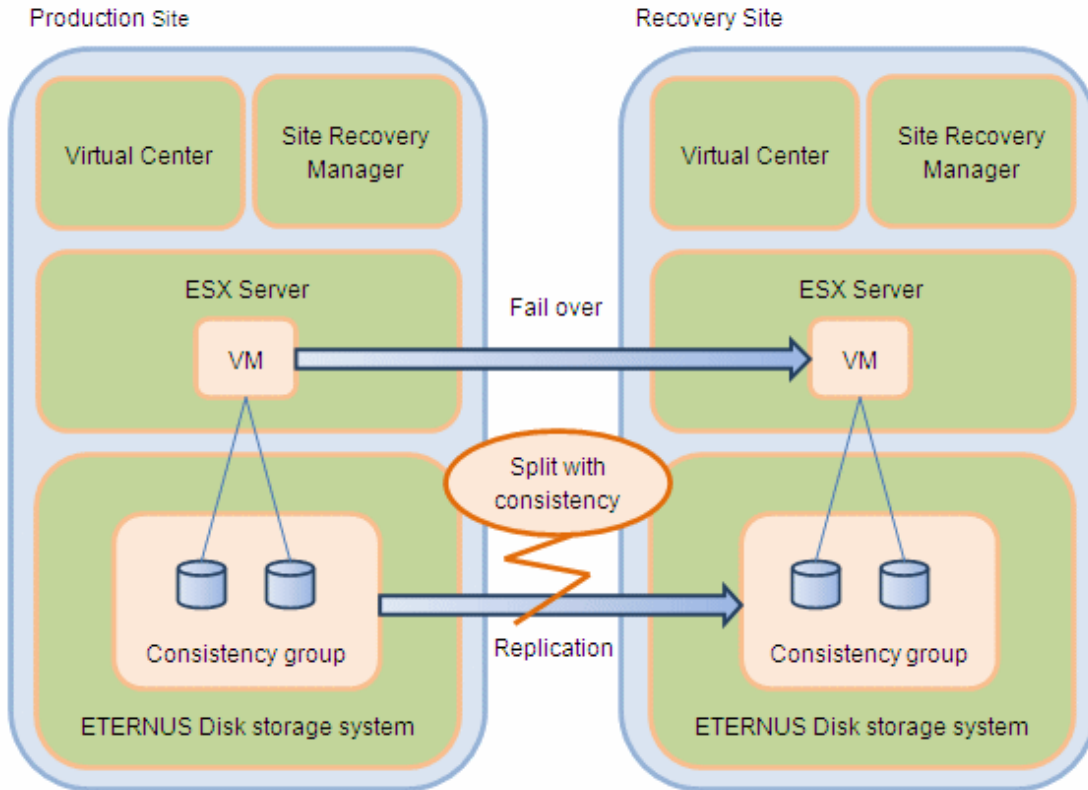 Production Site
Recovery Site
Virtual Center
Site Recovery
Manager
Virtual Center
Site Recovery
Manager
ESX Server
VM
Fail over
ESX Server
VM
Split with
consistency
Consistency group
Replication
Consistency group
ETERNUS Disk storage system
ETERNUS Disk storage system